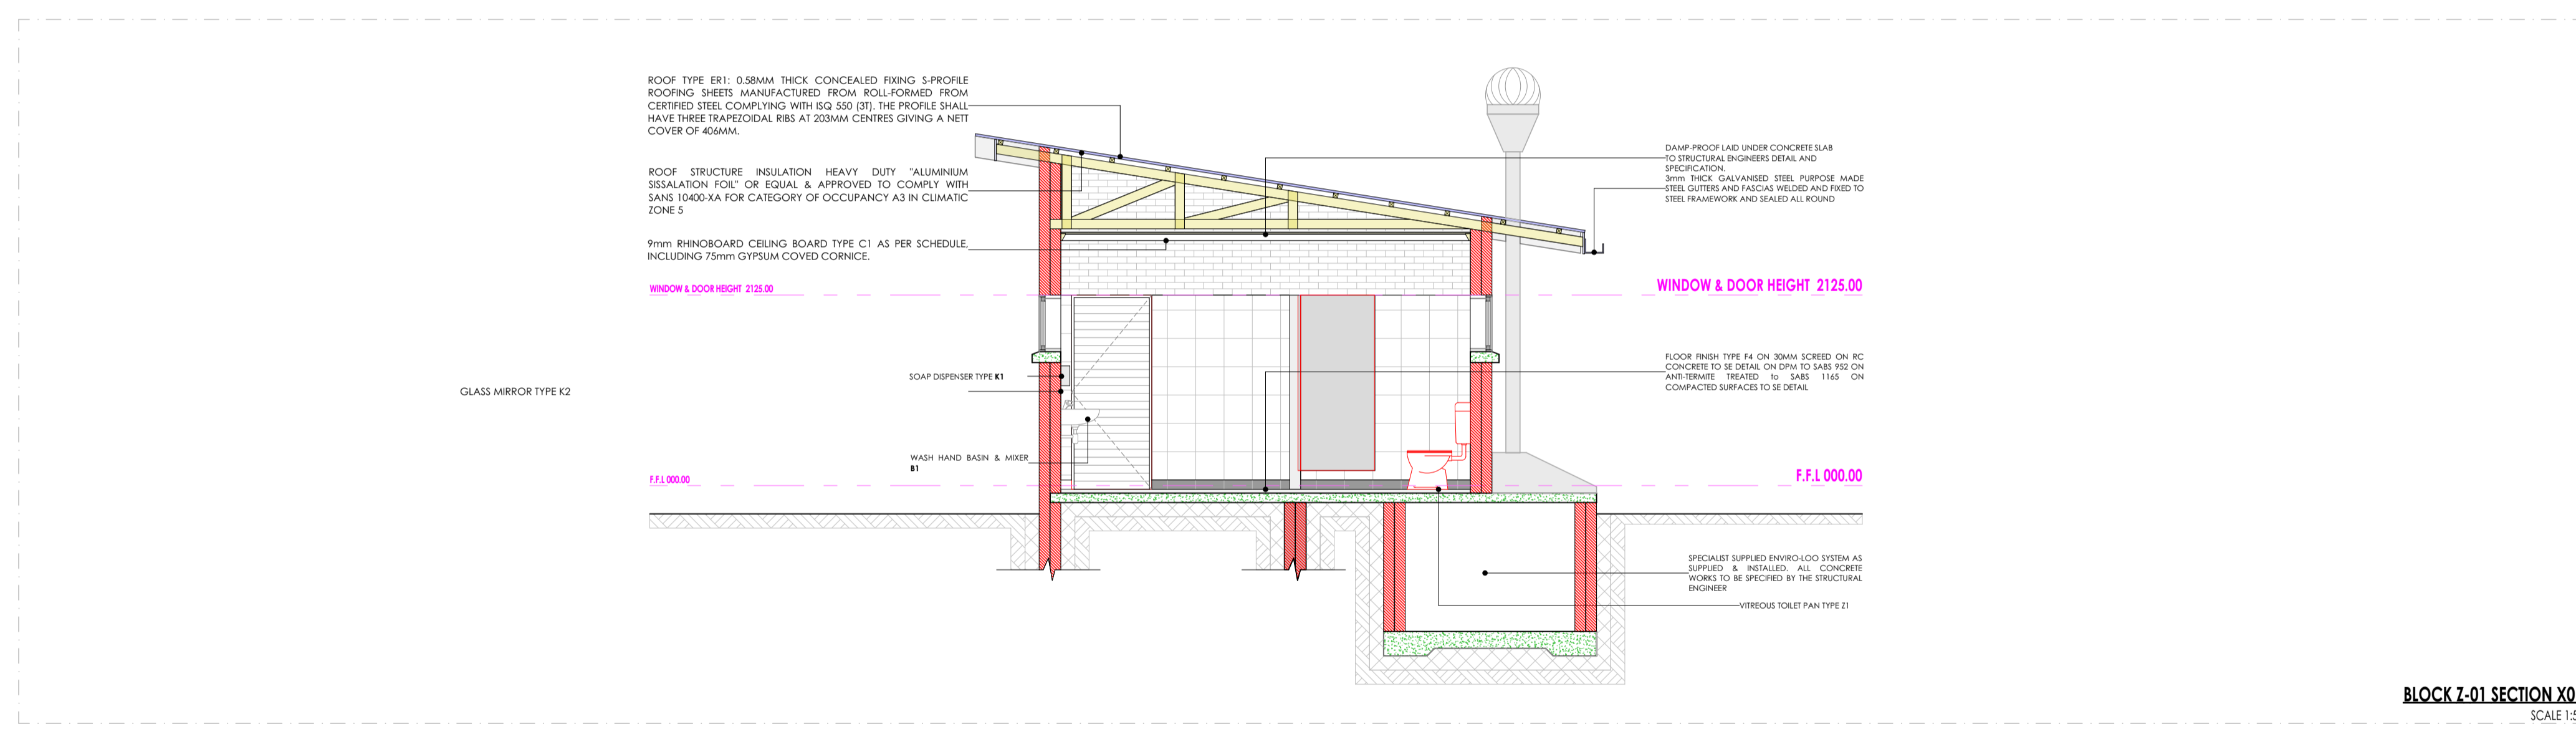 ROOF TYPE ER1: 0.58MM THICK CONCEALED FIXING S-PROFILE
ROOFING SHEETS MANUFACTURED FROM ROLL-FORMED FROM
CERTIFIED STEEL COMPLYING WITH ISQ 550 (3T). THE PROFILE SHALL
HAVE THREE TRAPEZOIDAL RIBS AT 203MM CENTRES GIVING A NETT
COVER OF 406MM.
ROOF STRUCTURE INSULATION HEAVY DUTY "ALUMINIUM
SISSALATION FOIL" OR EQUAL & APPROVED TO COMPLY WITH
SANS 10400-XA FOR CATEGORY OF OCCUPANCY A3 IN CLIMATIC
ZONE 5
9mm RHINOBOARD CEILING BOARD TYPE C1 AS PER SCHEDULE,
INCLUDING 75mm GYPSUM COVED CORNICE.
WINDOW & DOOR HEIGHT 2125.00
SOAP DISPENSER TYPE K1
GLASS MIRROR TYPE K2
WASH HAND BASIN & MIXER
B1
F.F.L 000.00
DAMP-PROOF LAID UNDER CONCRETE SLAB
TO STRUCTURAL ENGINEERS DETAIL AND
SPECIFICATION.
3mm THICK GALVANISED STEEL PURPOSE MADE
STEEL GUTTERS AND FASCIAS WELDED AND FIXED TO
STEEL FRAMEWORK AND SEALED ALL ROUND
WINDOW & DOOR HEIGHT 2125.00
FLOOR FINISH TYPE F4 ON 30MM SCREED ON RC
CONCRETE TO SE DETAIL ON DPM TO SABS 952 ON
ANTI-TERMITE TREATED to SABS 1165 ON
COMPACTED SURFACES TO SE DETAIL
F.F.L 000.00
SPECIALIST SUPPLIED ENVIRO-LOO SYSTEM AS
SUPPLIED & INSTALLED. ALL CONCRETE
WORKS TO BE SPECIFIED BY THE STRUCTURAL
ENGINEER
VITREOUS TOILET PAN TYPE Z1
BLOCK Z-01 SECTION X0
SCALE 1:5